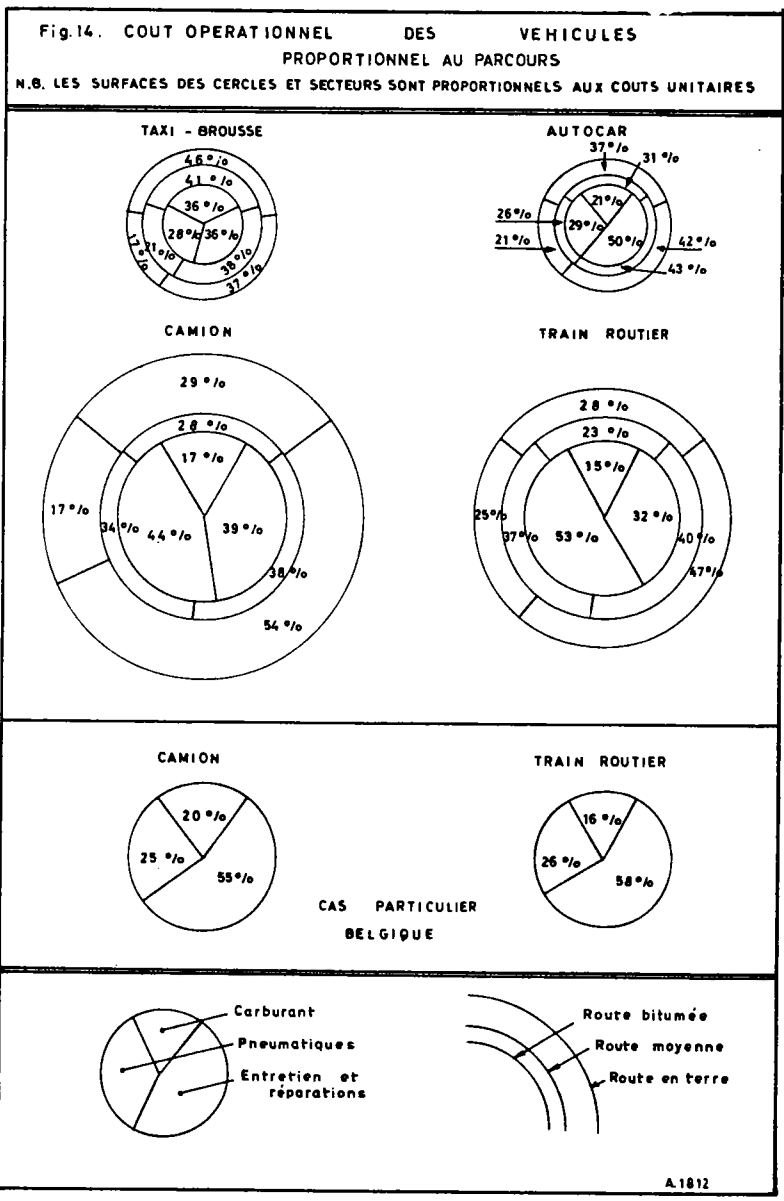 Fig.14. COUT OPERATIONNEL DES VEHICULES
PROPORTIONNEL AU PARCOURS
N.B. LES SURFACES DES CERCLES ET SECTEURS SONT PROPORTIONNELS AUX COUTS UNITAIRES
TAXI - BROUSSE
46 %
41 %
36 %
28 %
36 %
21 %
17 %
38 %
37 %
AUTOCAR
37 %
31 %
21 %
26 %
29 %
21 %
50 %
42 %
43 %
CAMION
29 %
28 %
17 %
17 %
34 %
44 %
39 %
38 %
54 %
TRAIN ROUTIER
28 %
23 %
15 %
25 %
37 %
53 %
32 %
40 %
47 %
CAMION
20 %
25 %
55 %
TRAIN ROUTIER
16 %
26 %
58 %
CAS PARTICULIER
BELGIQUE
Carburant
Pneumatiques
Entretien et
réparations
Route bitumée
Route moyenne
Route en terre
A.1812